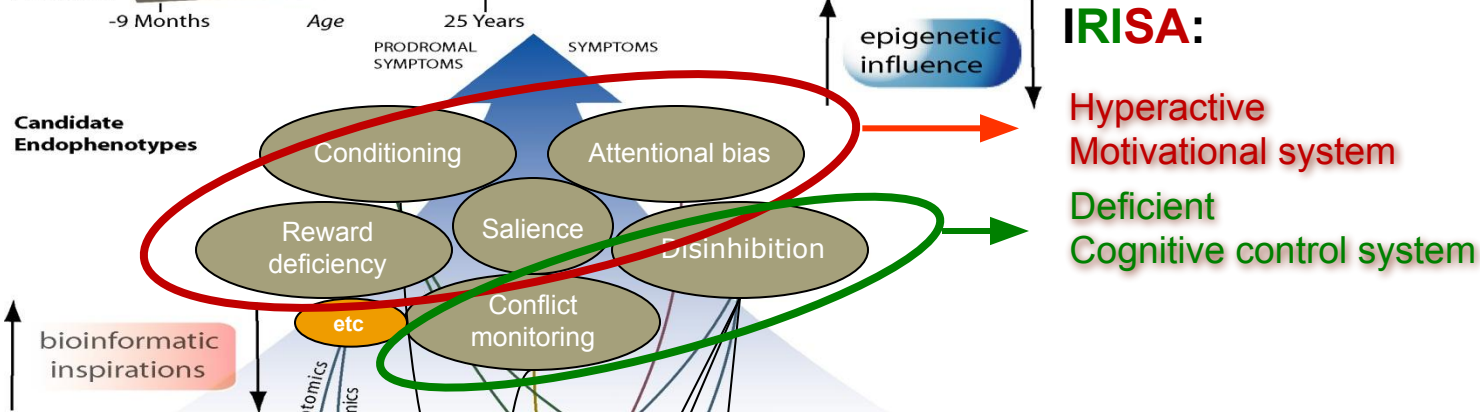 -9 Months
Age
25 Years
PRODROMAL
SYMPTOMS
SYMPTOMS
epigenetic
influence
IRISA:
Candidate
Endophenotypes
Conditioning
Attentional bias
Hyperactive
Motivational system
Reward
deficiency
Salience
Disinhibition
Deficient
Cognitive control system
etc
Conflict
monitoring
bioinformatic
inspirations